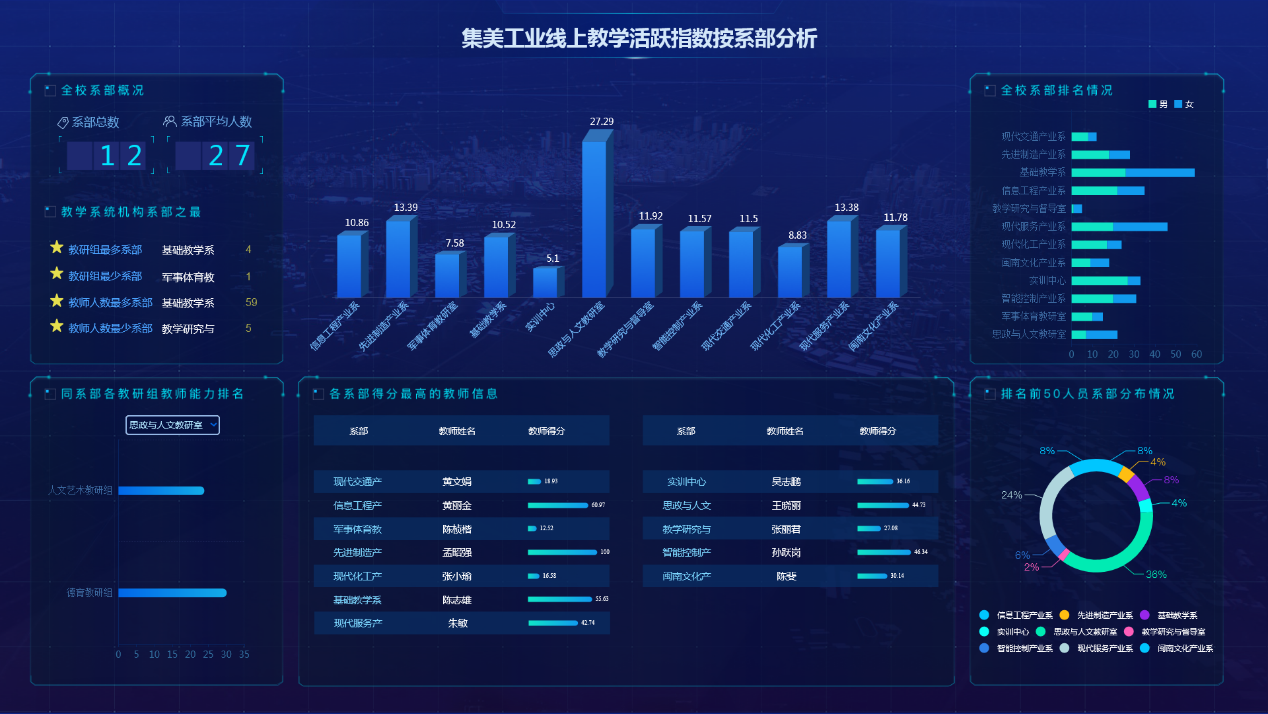 集美工业线上教学活跃指数按系部分析
全校系部概况
系部总数
系部平均人数
12
27
教学系统机构系部之最
教研组最多系部 基础教学系 4
教研组最少系部 军事体育教 1
教师人数最多系部 基础教学系 59
教师人数最少系部 教学研究与 5
10.86
13.39
7.58
10.52
5.1
27.29
11.92
11.57
11.5
8.83
13.38
11.78
信息工程产业系
先进制造产业系
军事体育教研室
基础教学系
实训中心
思政与人文教研室
教学研究与督导室
智能控制产业系
现代交通产业系
现代化工产业系
现代服务产业系
闽南文化产业系
全校系部排名情况
男 女
现代交通产业系
先进制造产业系
基础教学系
信息工程产业系
教学研究与督导室
现代服务产业系
现代化工产业系
闽南文化产业系
实训中心
智能控制产业系
军事体育教研室
思政与人文教研室
0 10 20 30 40 50 60
同系部各教研组教师能力排名
思政与人文教研室
人文艺术教研组
德育教研组
0 5 10 15 20 25 30 35
各系部得分最高的教师信息
系部 教师姓名 教师得分
现代交通产 黄文娟 18.93
信息工程产 黄丽金 60.97
军事体育教 陈桢楷 12.52
先进制造产 孟昭强 100
现代化工产 张小瑜 16.58
基础教学系 陈志雄 55.63
现代服务产 朱敏 42.74
系部 教师姓名 教师得分
实训中心 吴志鹏 36.16
思政与人文 王晓丽 44.73
教学研究与 张丽君 27.08
智能控制产 孙耿岗 46.34
闽南文化产 陈斐 30.14
排名前50人员系部分布情况
8%
8%
4%
8%
4%
36%
2%
6%
24%
信息工程产业系 先进制造产业系 基础教学系
实训中心 思政与人文教研室 教学研究与督导室
智能控制产业系 现代服务产业系 闽南文化产业系